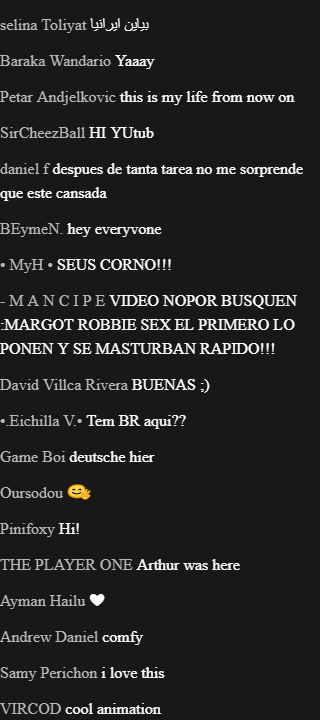 selina Toliyat بیاین ایرانیا
Baraka Wandario Yaaay
Petar Andjelkovic this is my life from now on
SirCheezBall HI YUtub
daniel f despues de tanta tarea no me sorprende
que este cansada
BEymeN. hey everyvone
• MyH • SEUS CORNO!!!
- M A N C I P E VIDEO NOPOR BUSQUEN
:MARGOT ROBBIE SEX EL PRIMERO LO
PONEN Y SE MASTURBAN RAPIDO!!!
David Villca Rivera BUENAS ;)
•.Eichilla V.• Tem BR aqui??
Game Boi deutsche hier
Oursodou 🤗
Pinifoxy Hi!
THE PLAYER ONE Arthur was here
Ayman Hailu 🤍
Andrew Daniel comfy
Samy Perichon i love this
VIRCOD cool animation